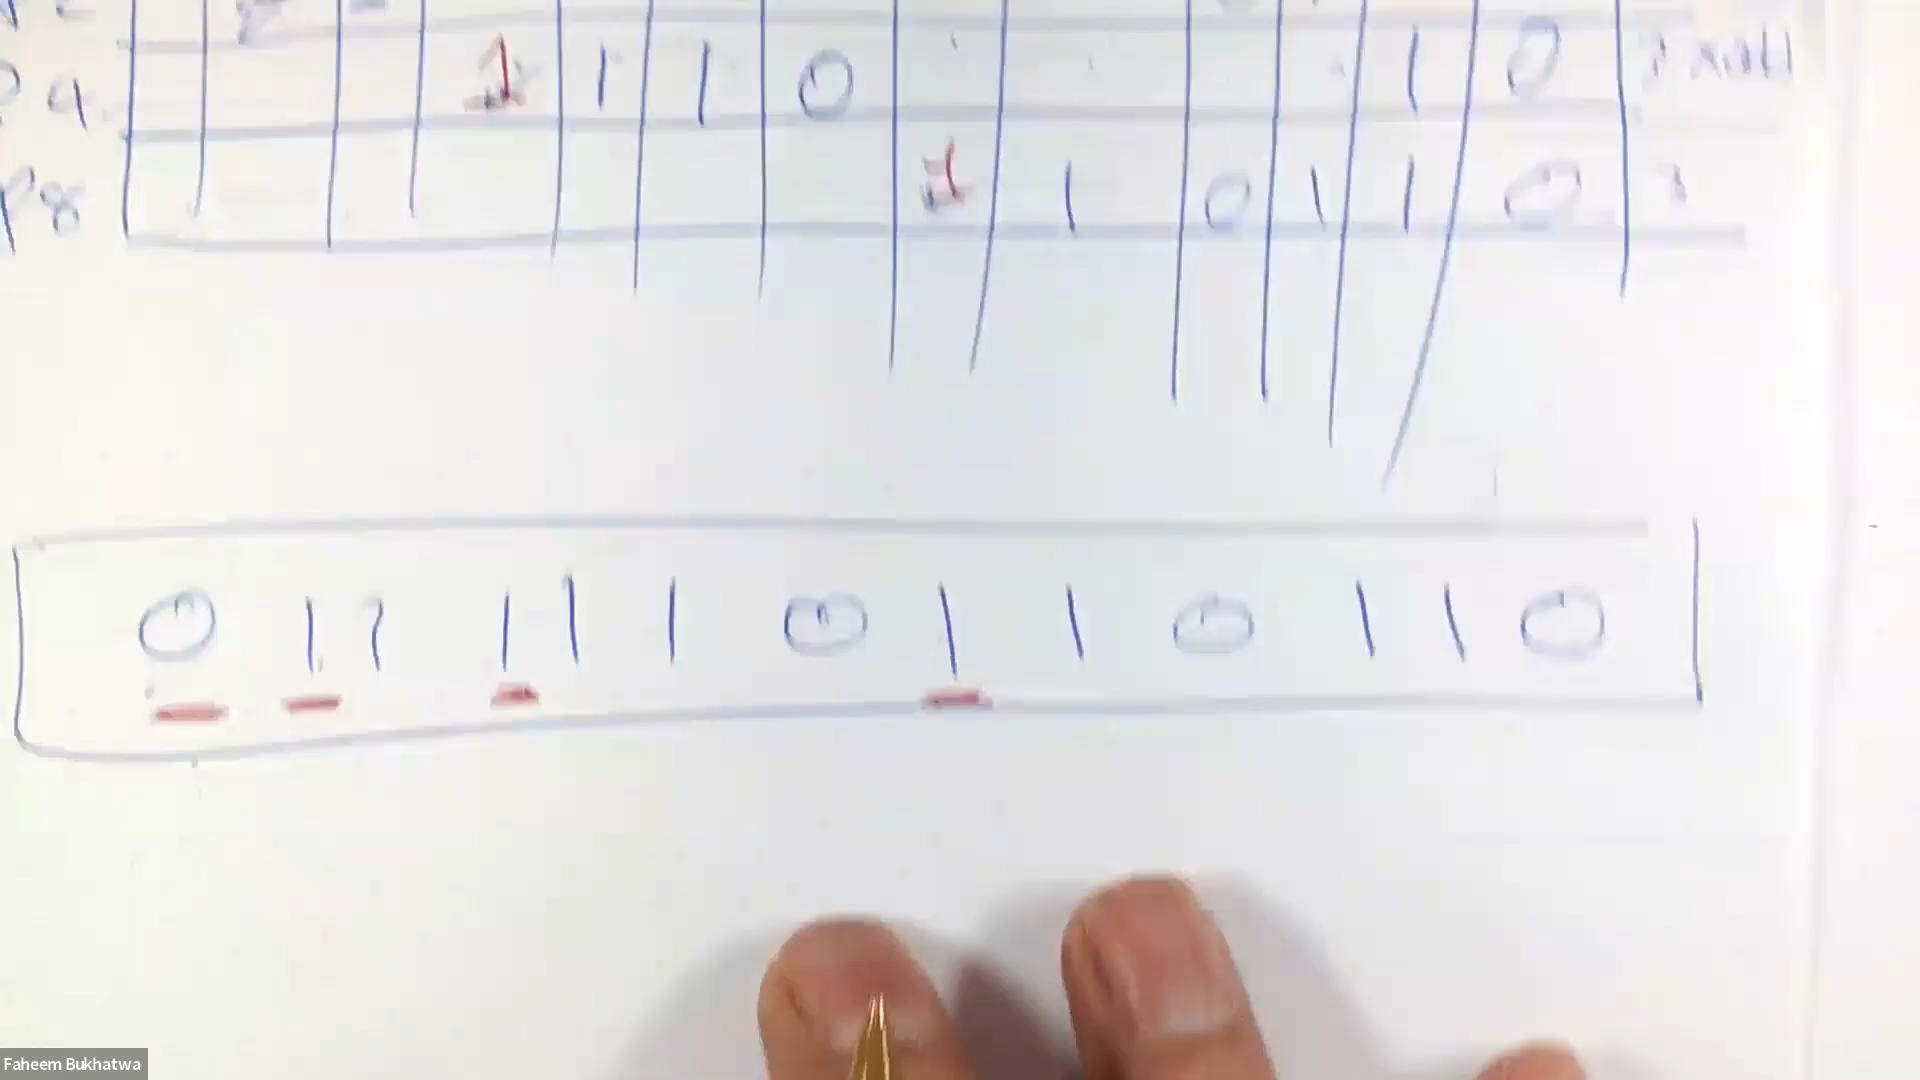 4. 1 1 1 0 1 0
P8 1 1 0 1 1 0 ?
0 1 ? 1 1 1 0 1 1 0 1 1 0
Faheem Bukhatwa